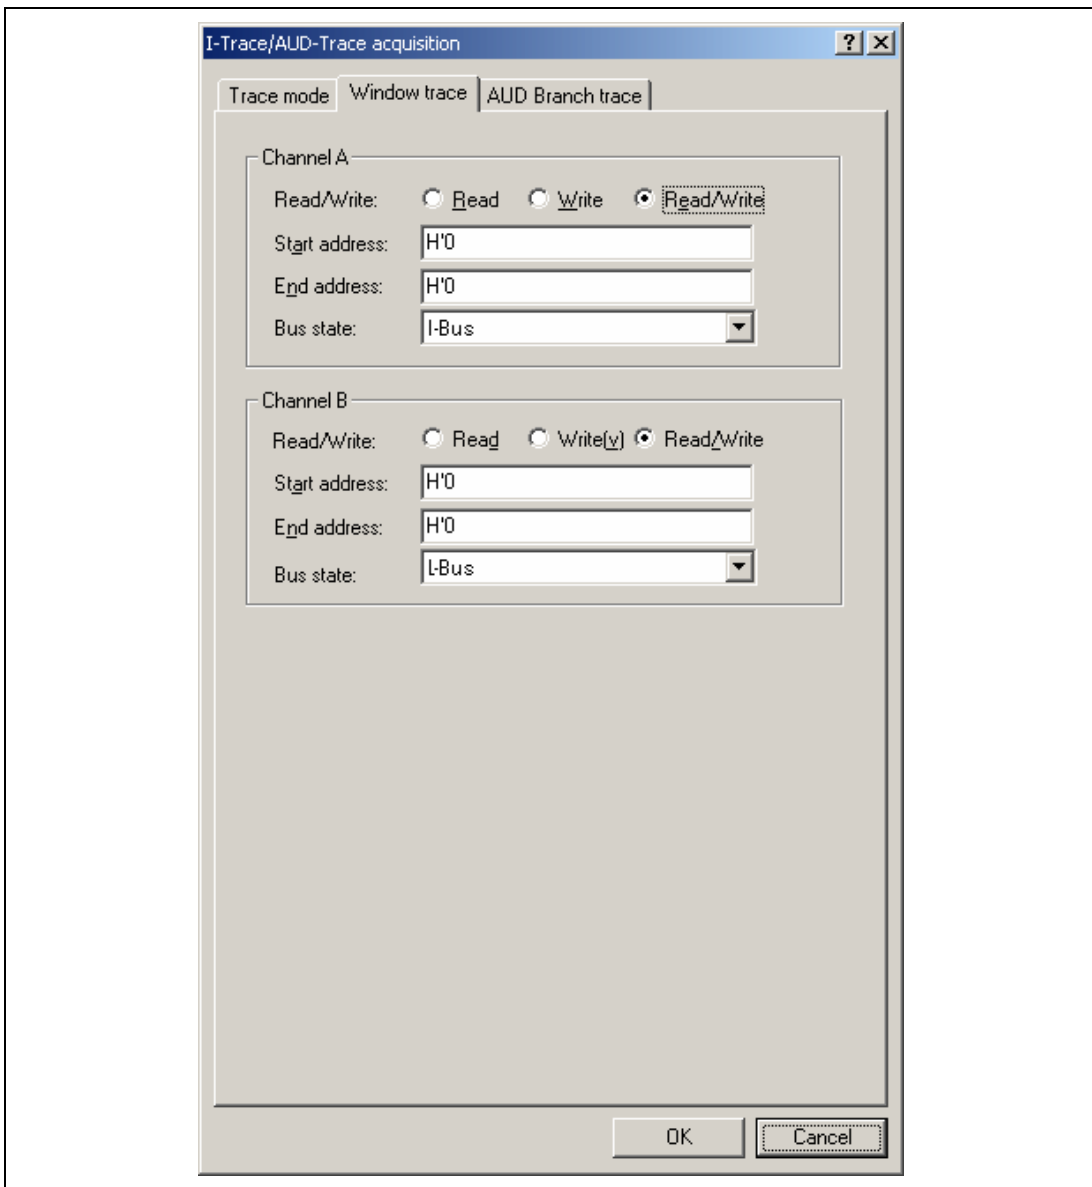 I-Trace/AUD-Trace acquisition
Trace mode Window trace AUD Branch trace
Channel A
Read/Write: Read Write Read/Write
Start address: H'0
End address: H'0
Bus state: I-Bus
Channel B
Read/Write: Read Write(v) Read/Write
Start address: H'0
End address: H'0
Bus state: L-Bus
OK Cancel